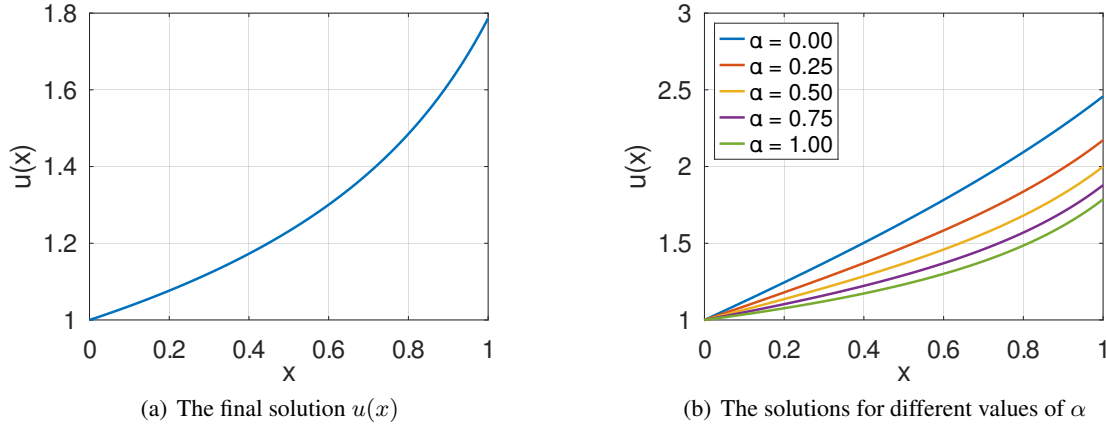 1.8
1.6
1.4
1.2
1
u(x)
0 0.2 0.4 0.6 0.8 1
x
(a) The final solution u(x)
3
2.5
2
1.5
1
u(x)
α = 0.00
α = 0.25
α = 0.50
α = 0.75
α = 1.00
0 0.2 0.4 0.6 0.8 1
x
(b) The solutions for different values of α